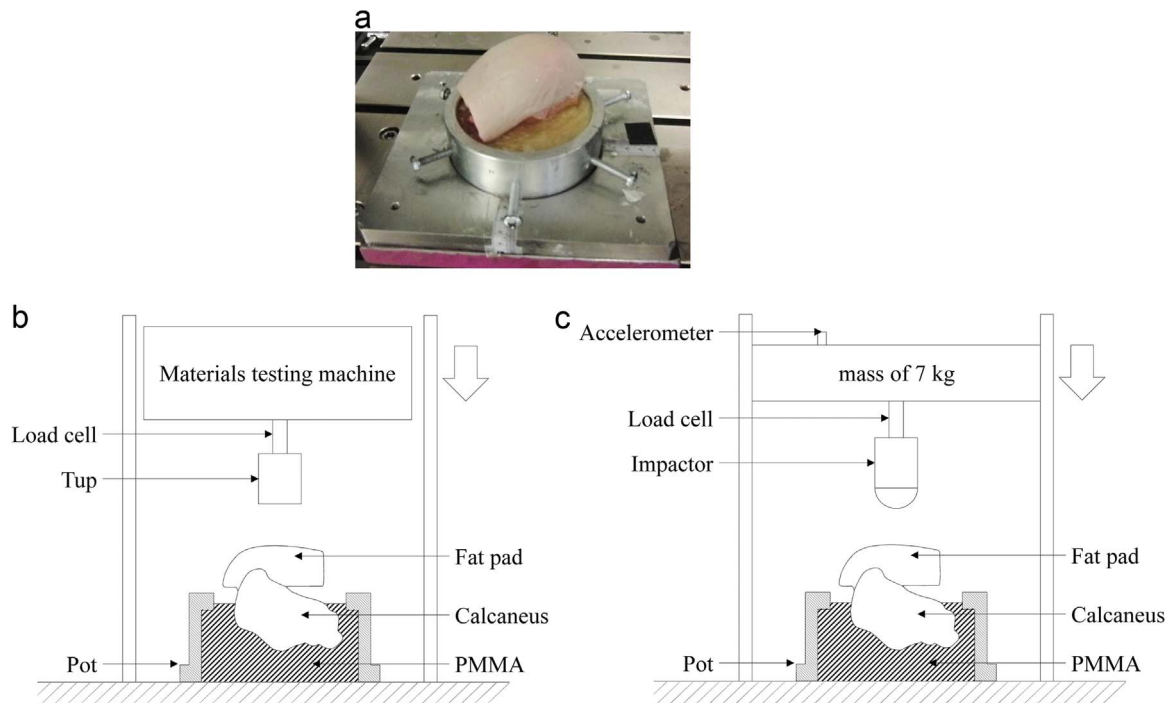 a
b
Materials testing machine
Load cell
Tup
Fat pad
Calcaneus
Pot
PMMA
c
Accelerometer
mass of 7 kg
Load cell
Impactor
Fat pad
Calcaneus
Pot
PMMA